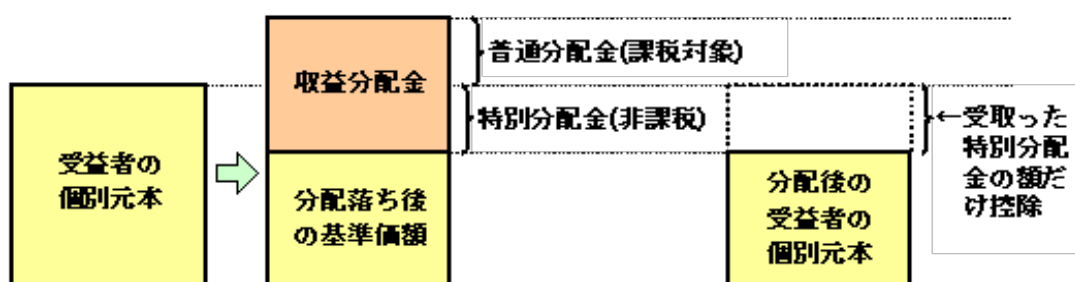 受益者の
個別元本
収益分配金
分配落ち後
の基準価額
普通分配金(課税対象)
特別分配金(非課税)
分配後の
受益者の
個別元本
←受取った
特別分配
金の額だ
け控除